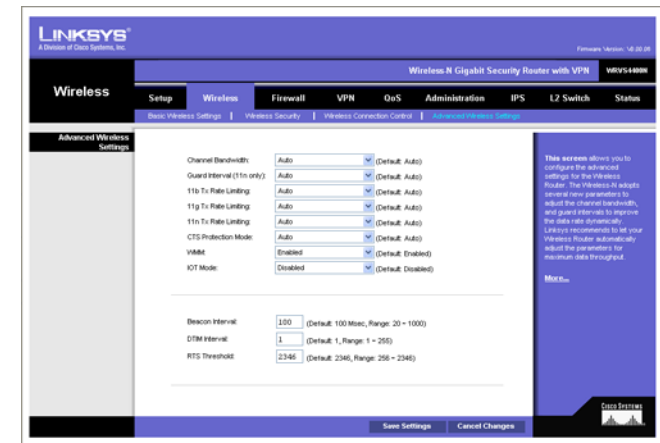 LINKSYS®
A Division of Cisco Systems, Inc.
Firmware Version: V0.00.09
Wireless-N Gigabit Security Router with VPN WRVS4400N
Wireless
Setup Wireless Firewall VPN QoS Administration IPS L2 Switch Status
Basic Wireless Settings | Wireless Security | Wireless Connection Control | Advanced Wireless Settings
Advanced Wireless
Settings
Channel Bandwidth: Auto (Default: Auto)
Guard Interval (11n only): Auto (Default: Auto)
11b Tx Rate Limiting: Auto (Default: Auto)
11g Tx Rate Limiting: Auto (Default: Auto)
11n Tx Rate Limiting: Auto (Default: Auto)
CTS Protection Mode: Auto (Default: Auto)
WMM: Enabled (Default: Enabled)
IOT Mode: Disabled (Default: Disabled)
Beacon Interval: 100 (Default: 100 Msec, Range: 20 ~ 1000)
DTIM Interval: 1 (Default: 1, Range: 1 ~ 255)
RTS Threshold: 2346 (Default: 2346, Range: 256 ~ 2346)
This screen allows you to
configure the advanced
settings for the Wireless
Router. The Wireless-N adopts
several new parameters to
adjust the channel bandwidth,
and guard intervals to improve
the data rate dynamically.
Linksys recommends to let your
Wireless Router automatically
adjust the parameters for
maximum data throughput.
More...
Save Settings Cancel Changes
CISCO SYSTEMS